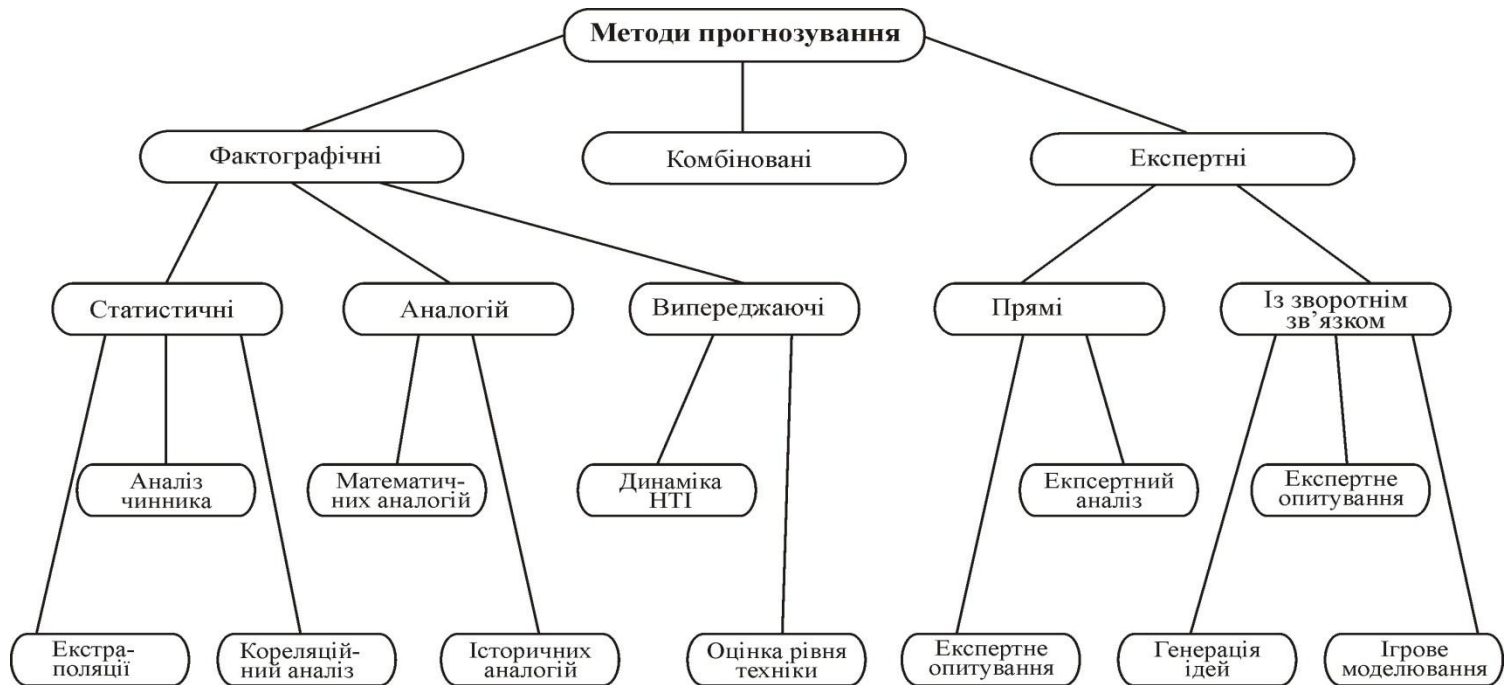 Методи прогнозування
Фактографічні
Комбіновані
Експертні
Статистичні
Аналогій
Випереджаючі
Прямі
Із зворотнім
зв’язком
Аналіз
чинника
Математич-
них аналогій
Динаміка
НТІ
Екпсертний
аналіз
Експертне
опитування
Екстра-
поляції
Кореляцій-
ний аналіз
Історичних
аналогій
Оцінка рівня
техніки
Експертне
опитування
Генерація
ідей
Ігрове
моделювання